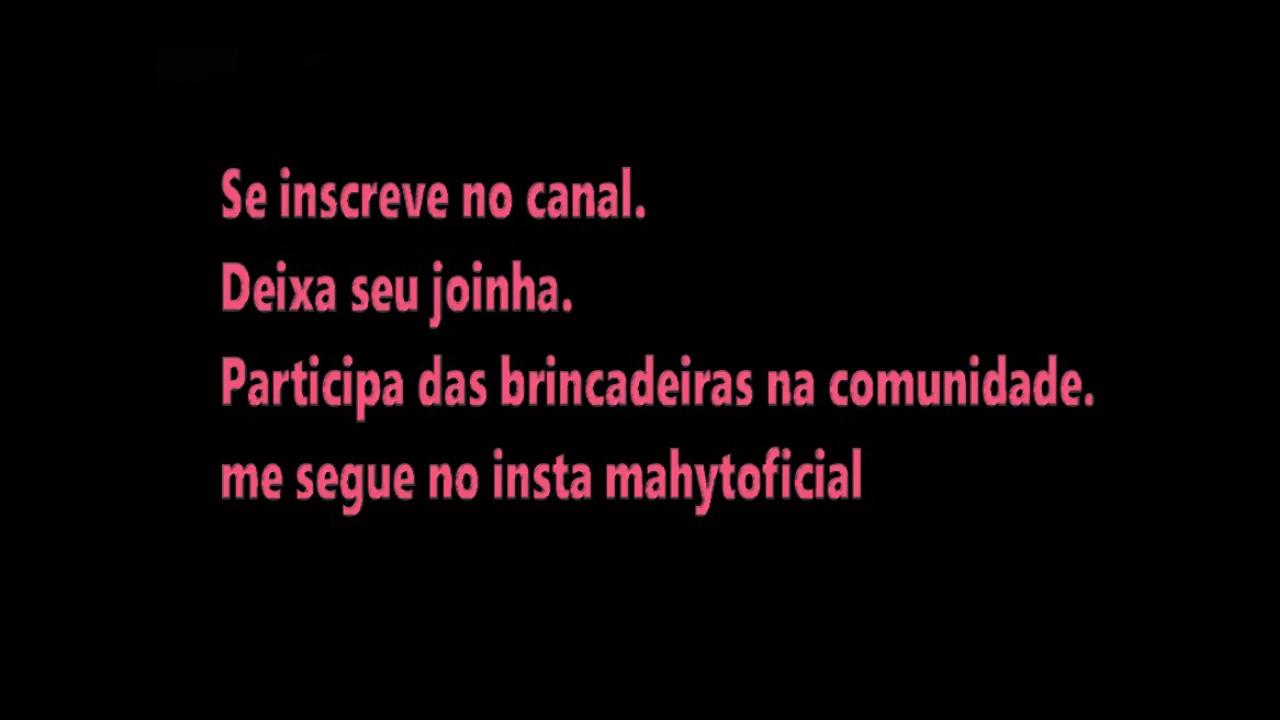 Se inscreve no canal.
Deixa seu joinha.
Participa das brincadeiras na comunidade.
me segue no insta mahytoficial